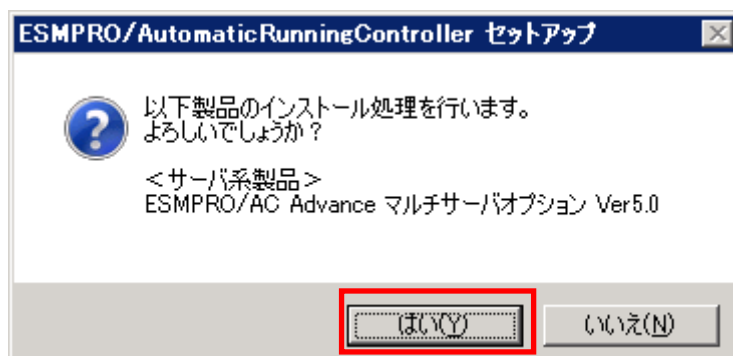 ESMPRO/AutomaticRunningController セットアップ
以下製品のインストール処理を行います。
よろしいでしょうか？
＜サーバ系製品＞
ESMPRO/AC Advance マルチサーバオプション Ver5.0
はい(Y)
いいえ(N)